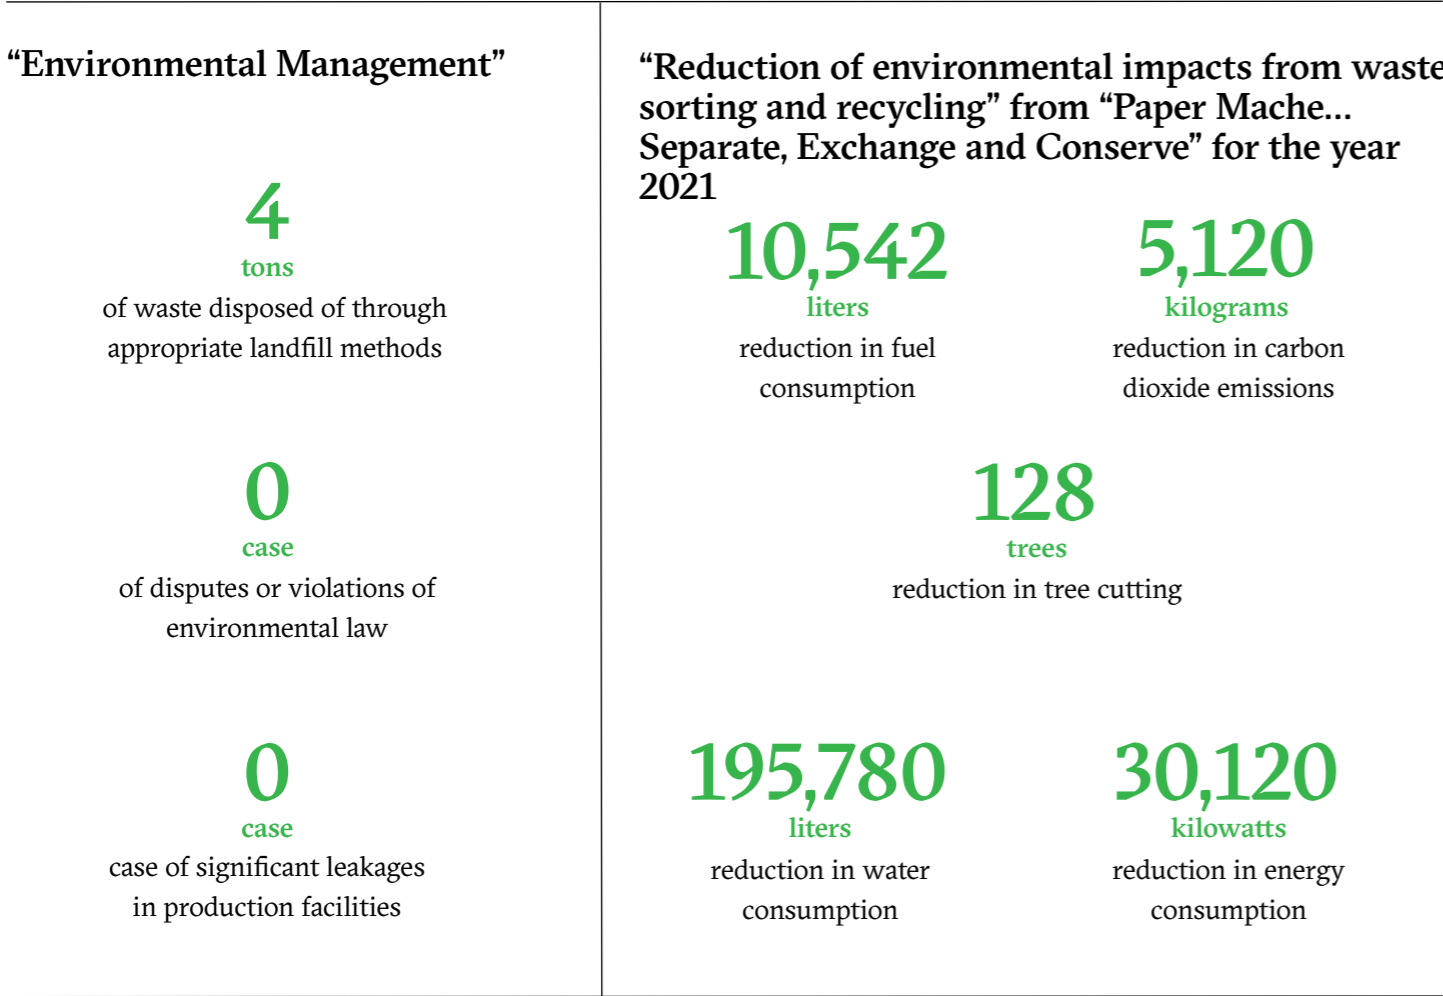 “Environmental Management”
4
tons
of waste disposed of through
appropriate landfill methods
0
case
of disputes or violations of
environmental law
0
case
case of significant leakages
in production facilities
“Reduction of environmental impacts from waste
sorting and recycling” from “Paper Mache...
Separate, Exchange and Conserve” for the year
2021
10,542
liters
reduction in fuel
consumption
5,120
kilograms
reduction in carbon
dioxide emissions
128
trees
reduction in tree cutting
195,780
liters
reduction in water
consumption
30,120
kilowatts
reduction in energy
consumption